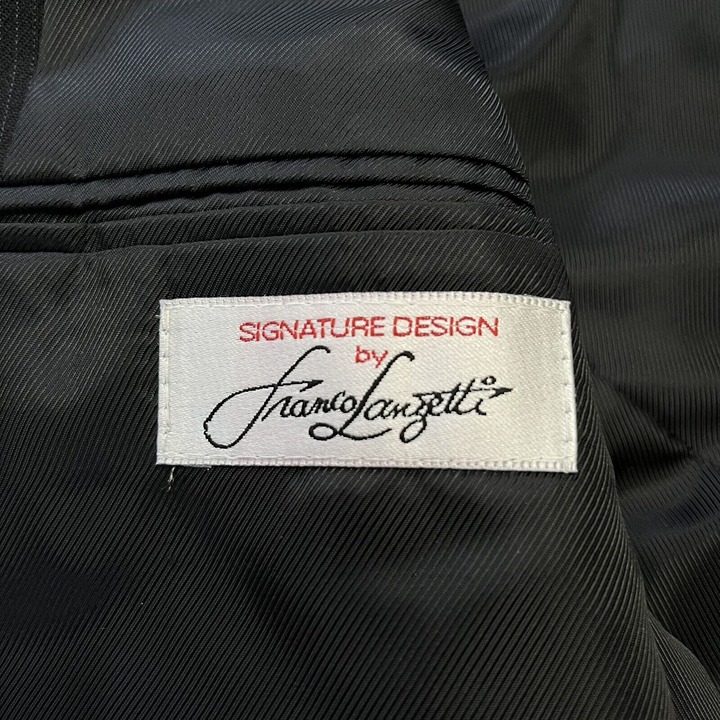 SIGNATURE DESIGN
by
Franco Lanzetti